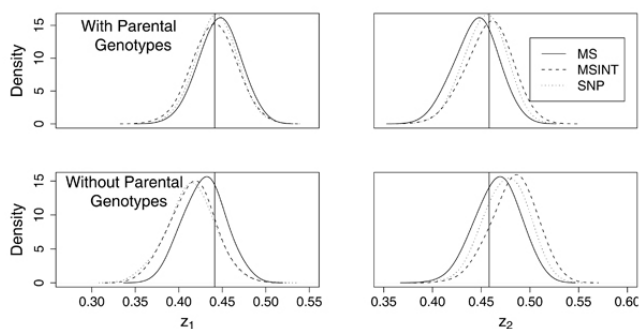 With Parental
Genotypes
Density
0 5 10 15
MS
MSINT
SNP
Without Parental
Genotypes
Density
0 5 10 15
0.30 0.35 0.40 0.45 0.50 0.55
0.35 0.40 0.45 0.50 0.55 0.60
z1
z2